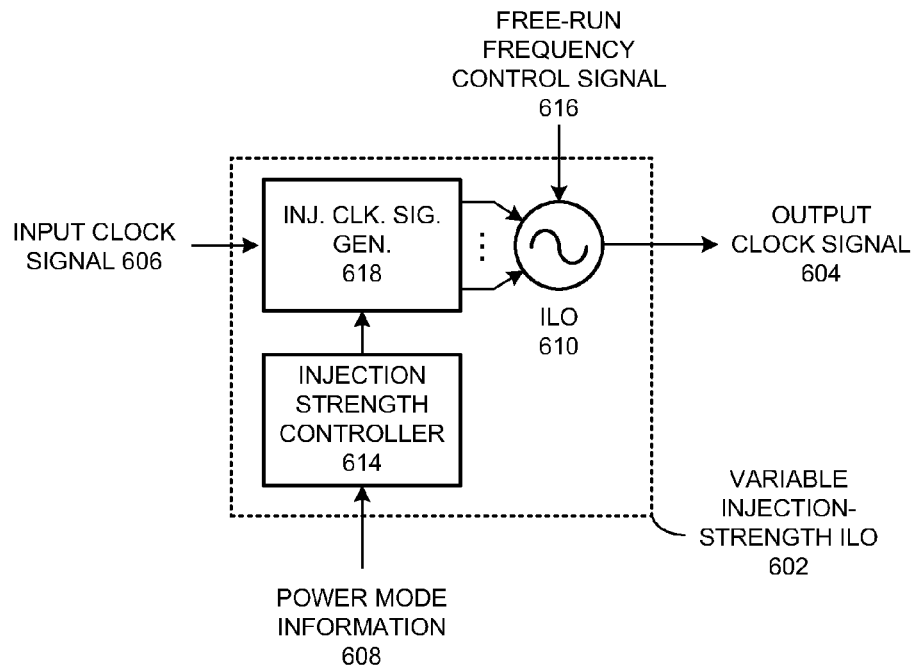 FREE-RUN
FREQUENCY
CONTROL SIGNAL
616
INPUT CLOCK
SIGNAL 606
INJ. CLK. SIG.
GEN.
618
ILO
610
OUTPUT
CLOCK SIGNAL
604
INJECTION
STRENGTH
CONTROLLER
614
VARIABLE
INJECTION-
STRENGTH ILO
602
POWER MODE
INFORMATION
608